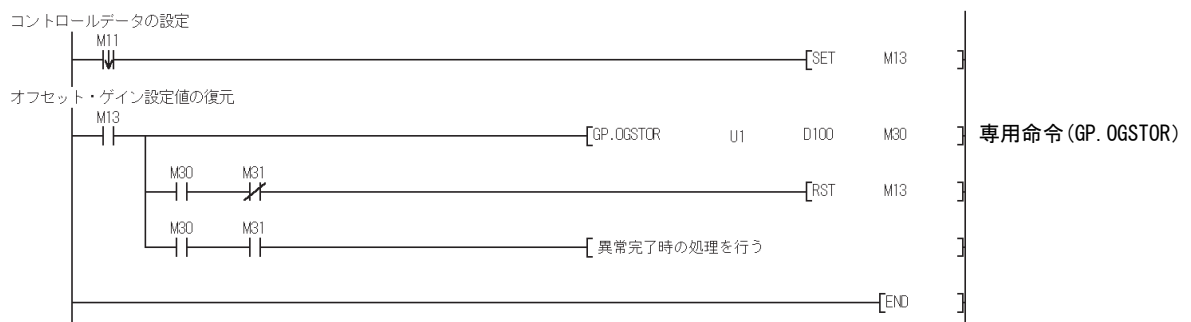 コントロールデータの設定
M11
SET M13
オフセット・ゲイン設定値の復元
M13
GP.OGSTOR U1 D100 M30
専用命令(GP.OGSTOR)
M30 M31
RST M13
M30 M31
異常完了時の処理を行う
END